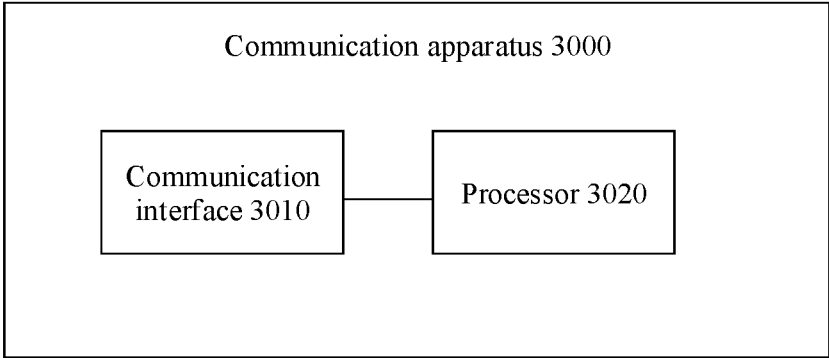 Communication apparatus 3000
Communication
interface 3010
Processor 3020